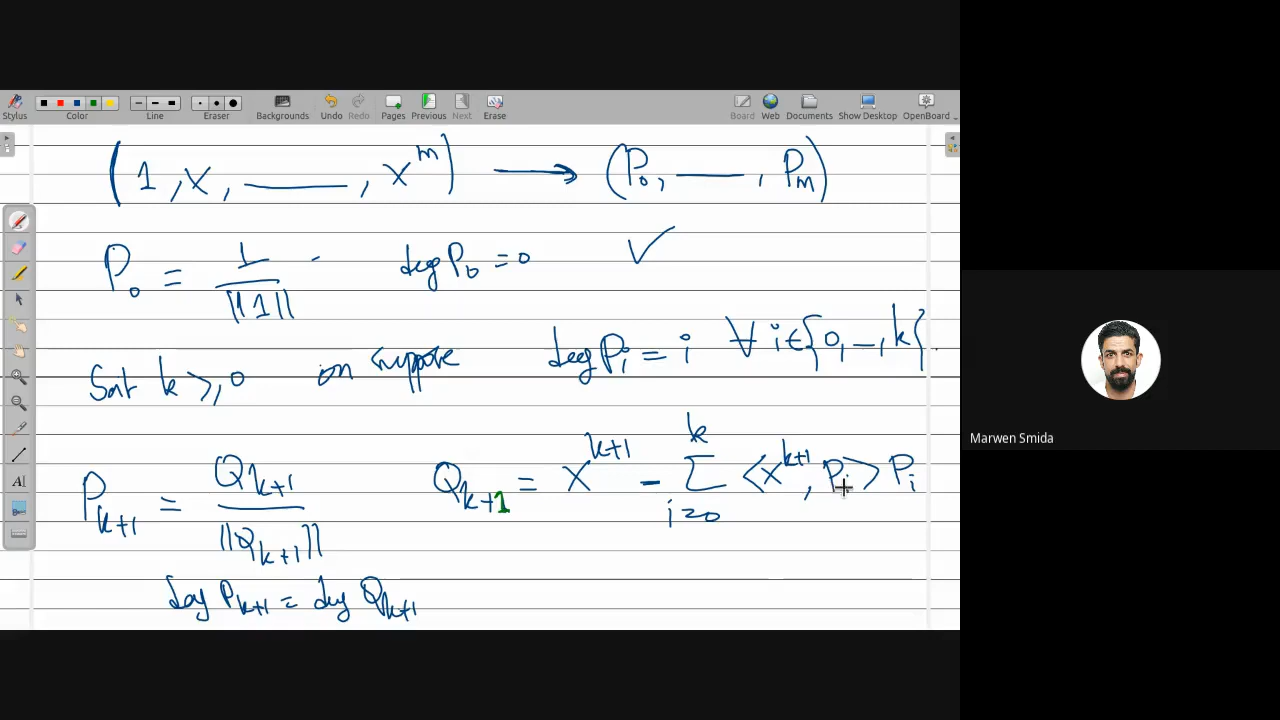 Stylus Color Line Eraser Backgrounds Undo Redo Pages Previous Next Erase Board Web Documents Show Desktop OpenBoard
(1, X, ___, X^m) → (P_0, ___, P_m)
P_0 = 1/||1|| deg P_0 = 0 ✓
Soit k ≥ 0 on suppose deg P_i = i ∀ i ∈ {0, _, k}.
P_{k+1} = Q_{k+1}/||Q_{k+1}|| Q_{k+1} = X^{k+1} - ∑_{i=0}^{k} <X^{k+1}, P_i> P_i
deg P_{k+1} = deg Q_{k+1}
Marwen Smida